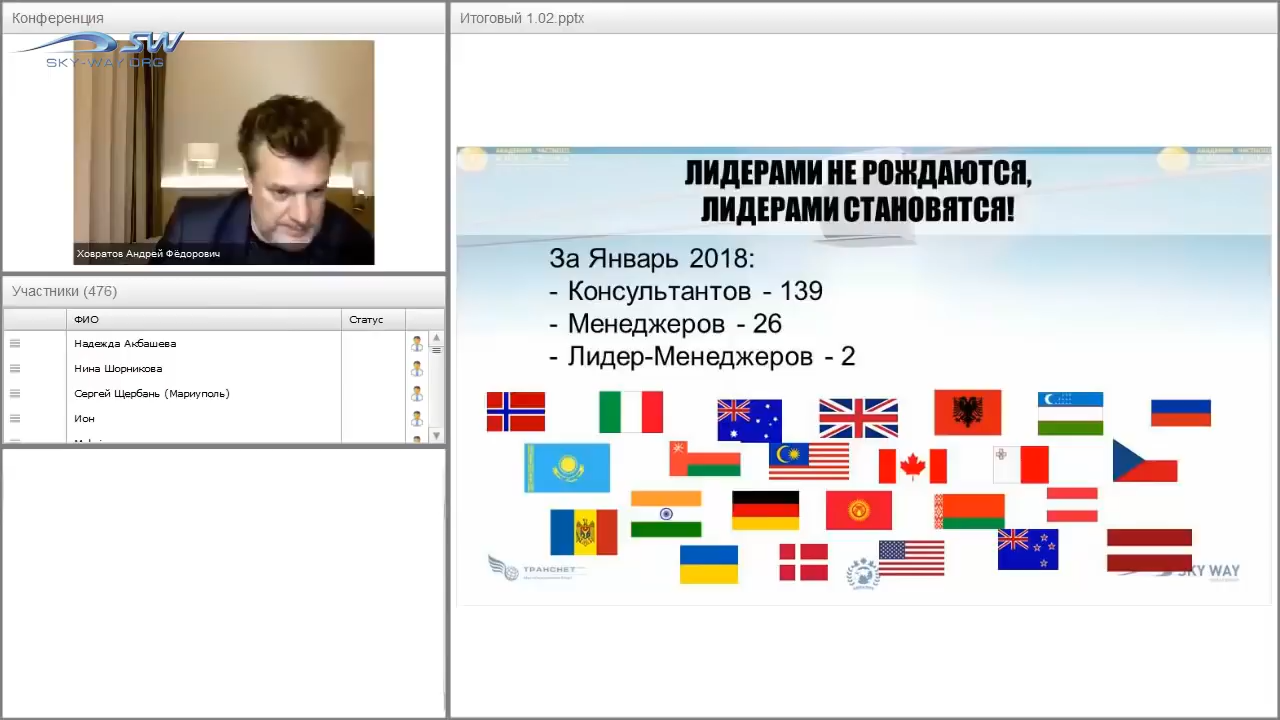 Конференция
SW
SKY-WAY.ORG
Ховратов Андрей Фёдорович
Участники (476)
ФИО
Статус
Надежда Акбашева
Нина Шорникова
Сергей Щербань (Мариуполь)
Ион
Итоговый 1.02.pptx
ЛИДЕРАМИ НЕ РОЖДАЮТСЯ,
ЛИДЕРАМИ СТАНОВЯТСЯ!
За Январь 2018:
- Консультантов - 139
- Менеджеров - 26
- Лидер-Менеджеров - 2
ТРАНСНЕТ
SKY WAY